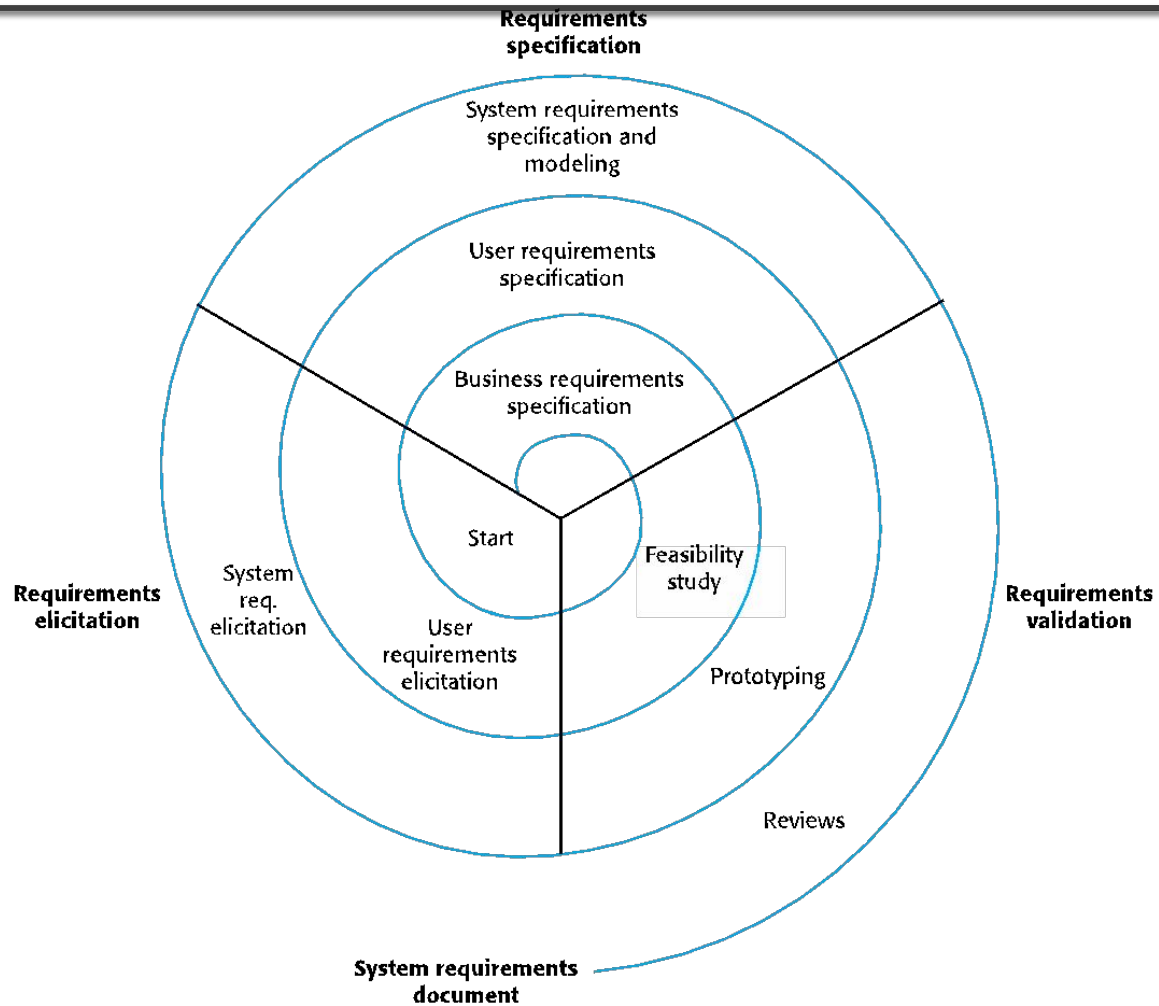 Requirements
specification
System requirements
specification and
modeling
User requirements
specification
Business requirements
specification
Start
Feasibility
study
System
req.
elicitation
Requirements
elicitation
Requirements
validation
User
requirements
elicitation
Prototyping
Reviews
System requirements
document